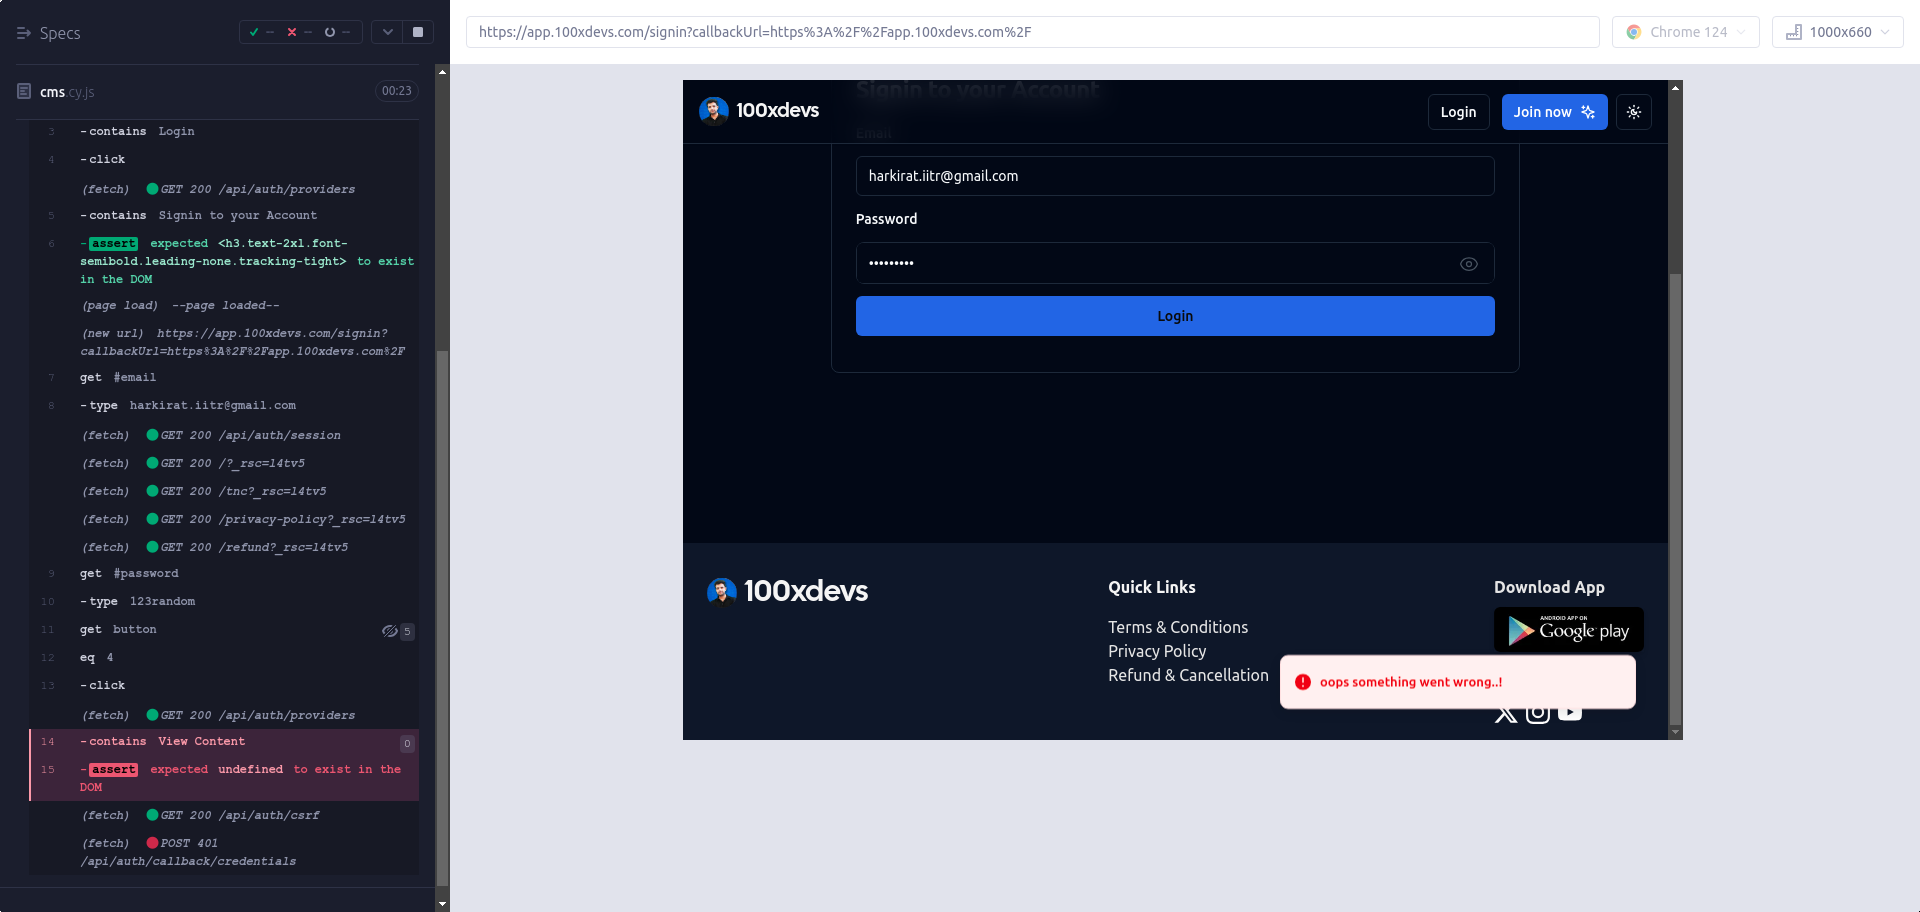 Specs
-- -- --
https://app.100xdevs.com/signin?callbackUrl=https%3A%2F%2Fapp.100xdevs.com%2F
Chrome 124
1000x660
cms.cy.js
00:23
3 -contains Login
4 -click
(fetch) GET 200 /api/auth/providers
5 -contains Signin to your Account
6 -assert expected <h3.text-2xl.font-
semibold.leading-none.tracking-tight> to exist
in the DOM
(page load) --page loaded--
(new url) https://app.100xdevs.com/signin?
callbackUrl=https%3A%2F%2Fapp.100xdevs.com%2F
7 get #email
8 -type harkirat.iitr@gmail.com
(fetch) GET 200 /api/auth/session
(fetch) GET 200 /?_rsc=l4tv5
(fetch) GET 200 /tnc?_rsc=l4tv5
(fetch) GET 200 /privacy-policy?_rsc=l4tv5
(fetch) GET 200 /refund?_rsc=l4tv5
9 get #password
10 -type 123random
11 get button 5
12 eq 4
13 -click
(fetch) GET 200 /api/auth/providers
14 -contains View Content 0
15 -assert expected undefined to exist in the
DOM
(fetch) GET 200 /api/auth/csrf
(fetch) POST 401
/api/auth/callback/credentials
Signin to your Account
100xdevs
Login
Join now
Email
harkirat.iitr@gmail.com
Password
•••••••••
Login
100xdevs
Quick Links
Terms & Conditions
Privacy Policy
Refund & Cancellation
Download App
ANDROID APP ON
Google play
oops something went wrong..!